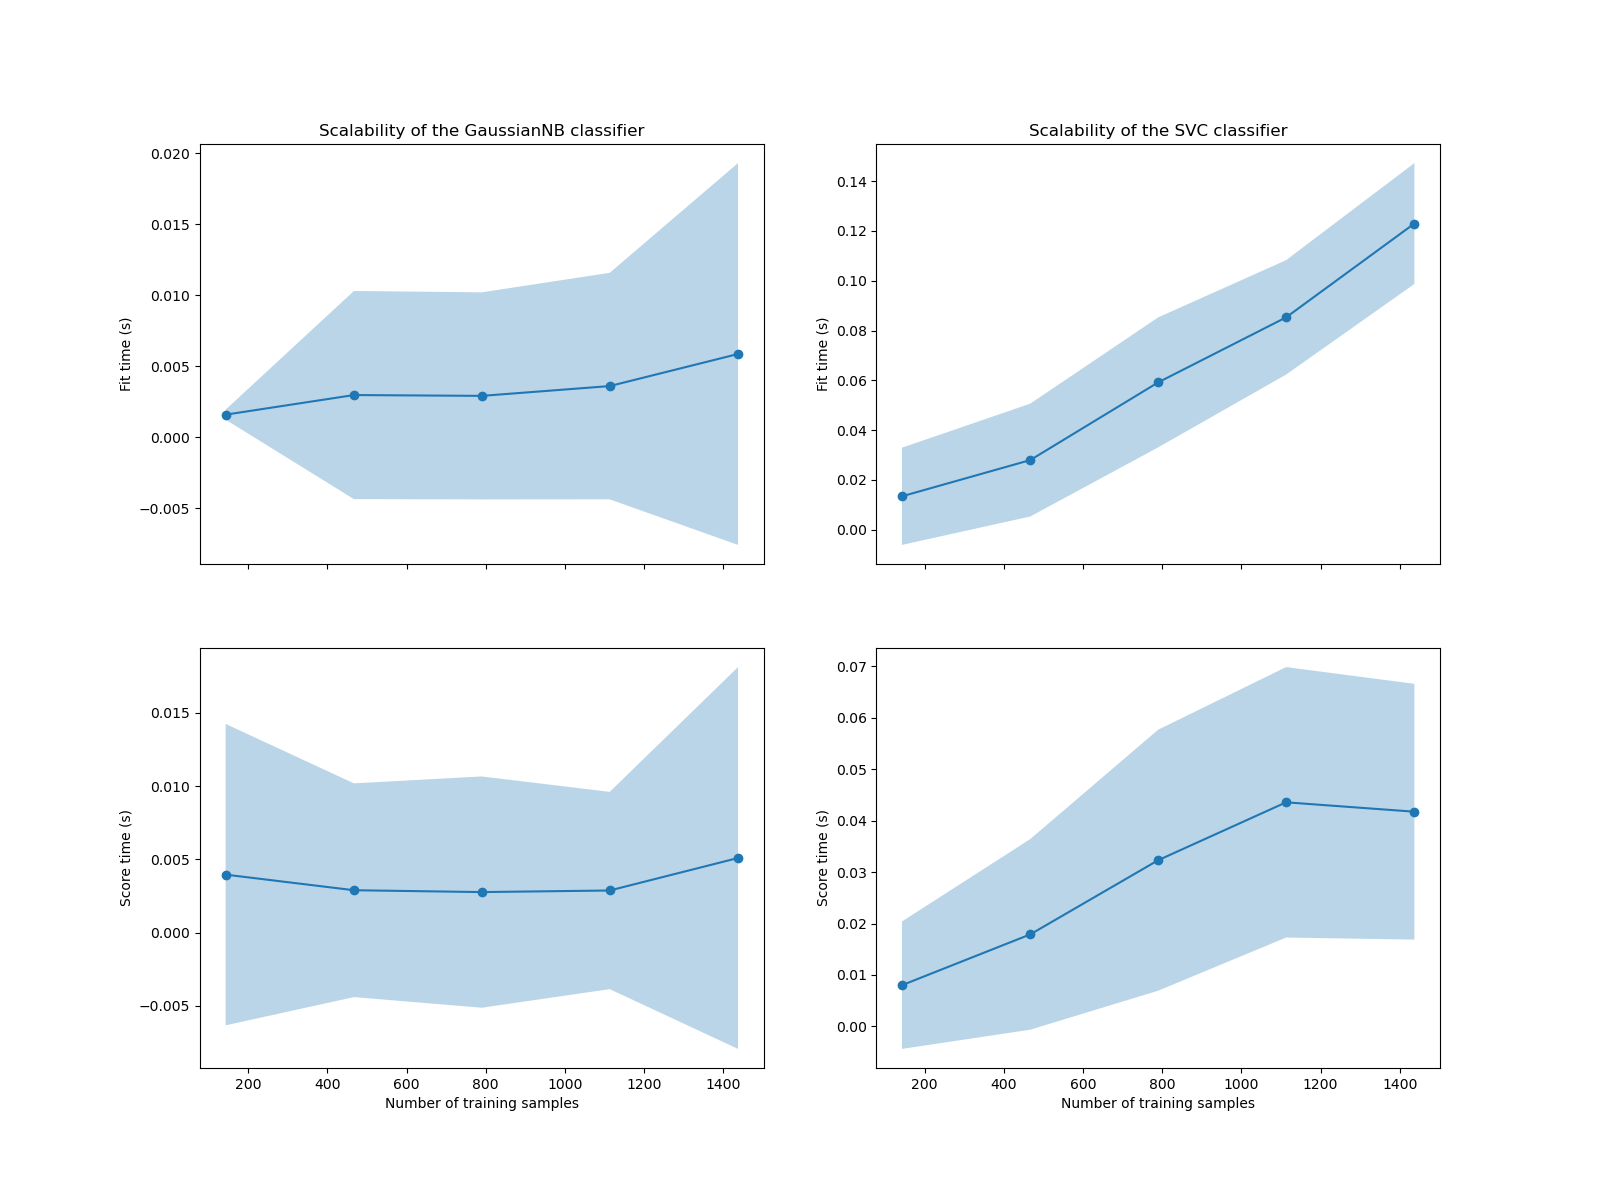 Scalability of the GaussianNB classifier
0.020
0.015
0.010
0.005
0.000
−0.005
Fit time (s)
Scalability of the SVC classifier
0.14
0.12
0.10
0.08
0.06
0.04
0.02
0.00
Fit time (s)
0.015
0.010
0.005
0.000
−0.005
Score time (s)
200 400 600 800 1000 1200 1400
Number of training samples
0.07
0.06
0.05
0.04
0.03
0.02
0.01
0.00
Score time (s)
200 400 600 800 1000 1200 1400
Number of training samples